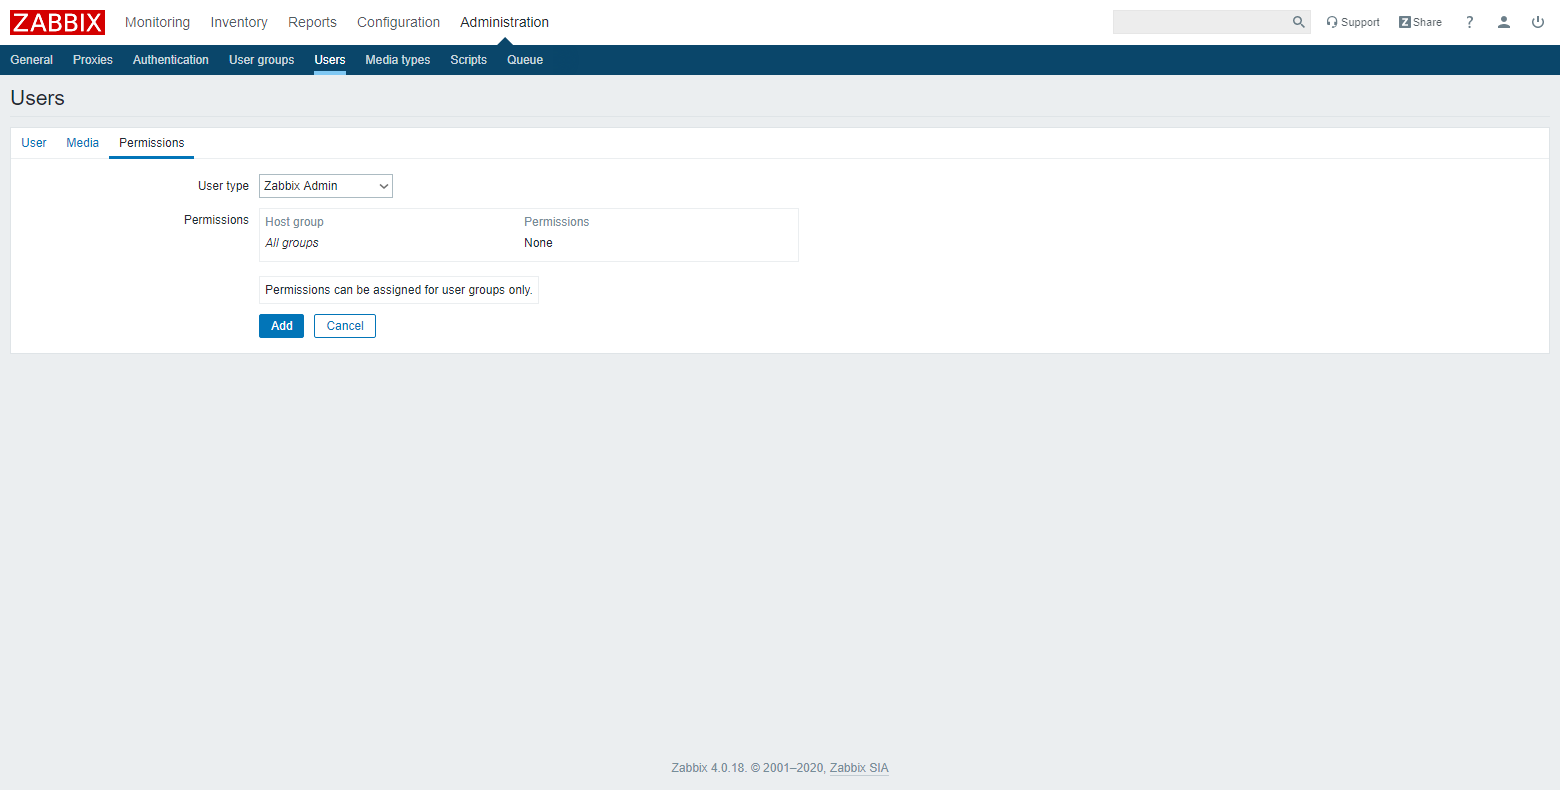 ZABBIX Monitoring Inventory Reports Configuration Administration Support Z Share ?
General Proxies Authentication User groups Users Media types Scripts Queue
Users
User Media Permissions
User type Zabbix Admin
Permissions Host group Permissions
All groups None
Permissions can be assigned for user groups only.
Add Cancel
Zabbix 4.0.18. © 2001–2020, Zabbix SIA